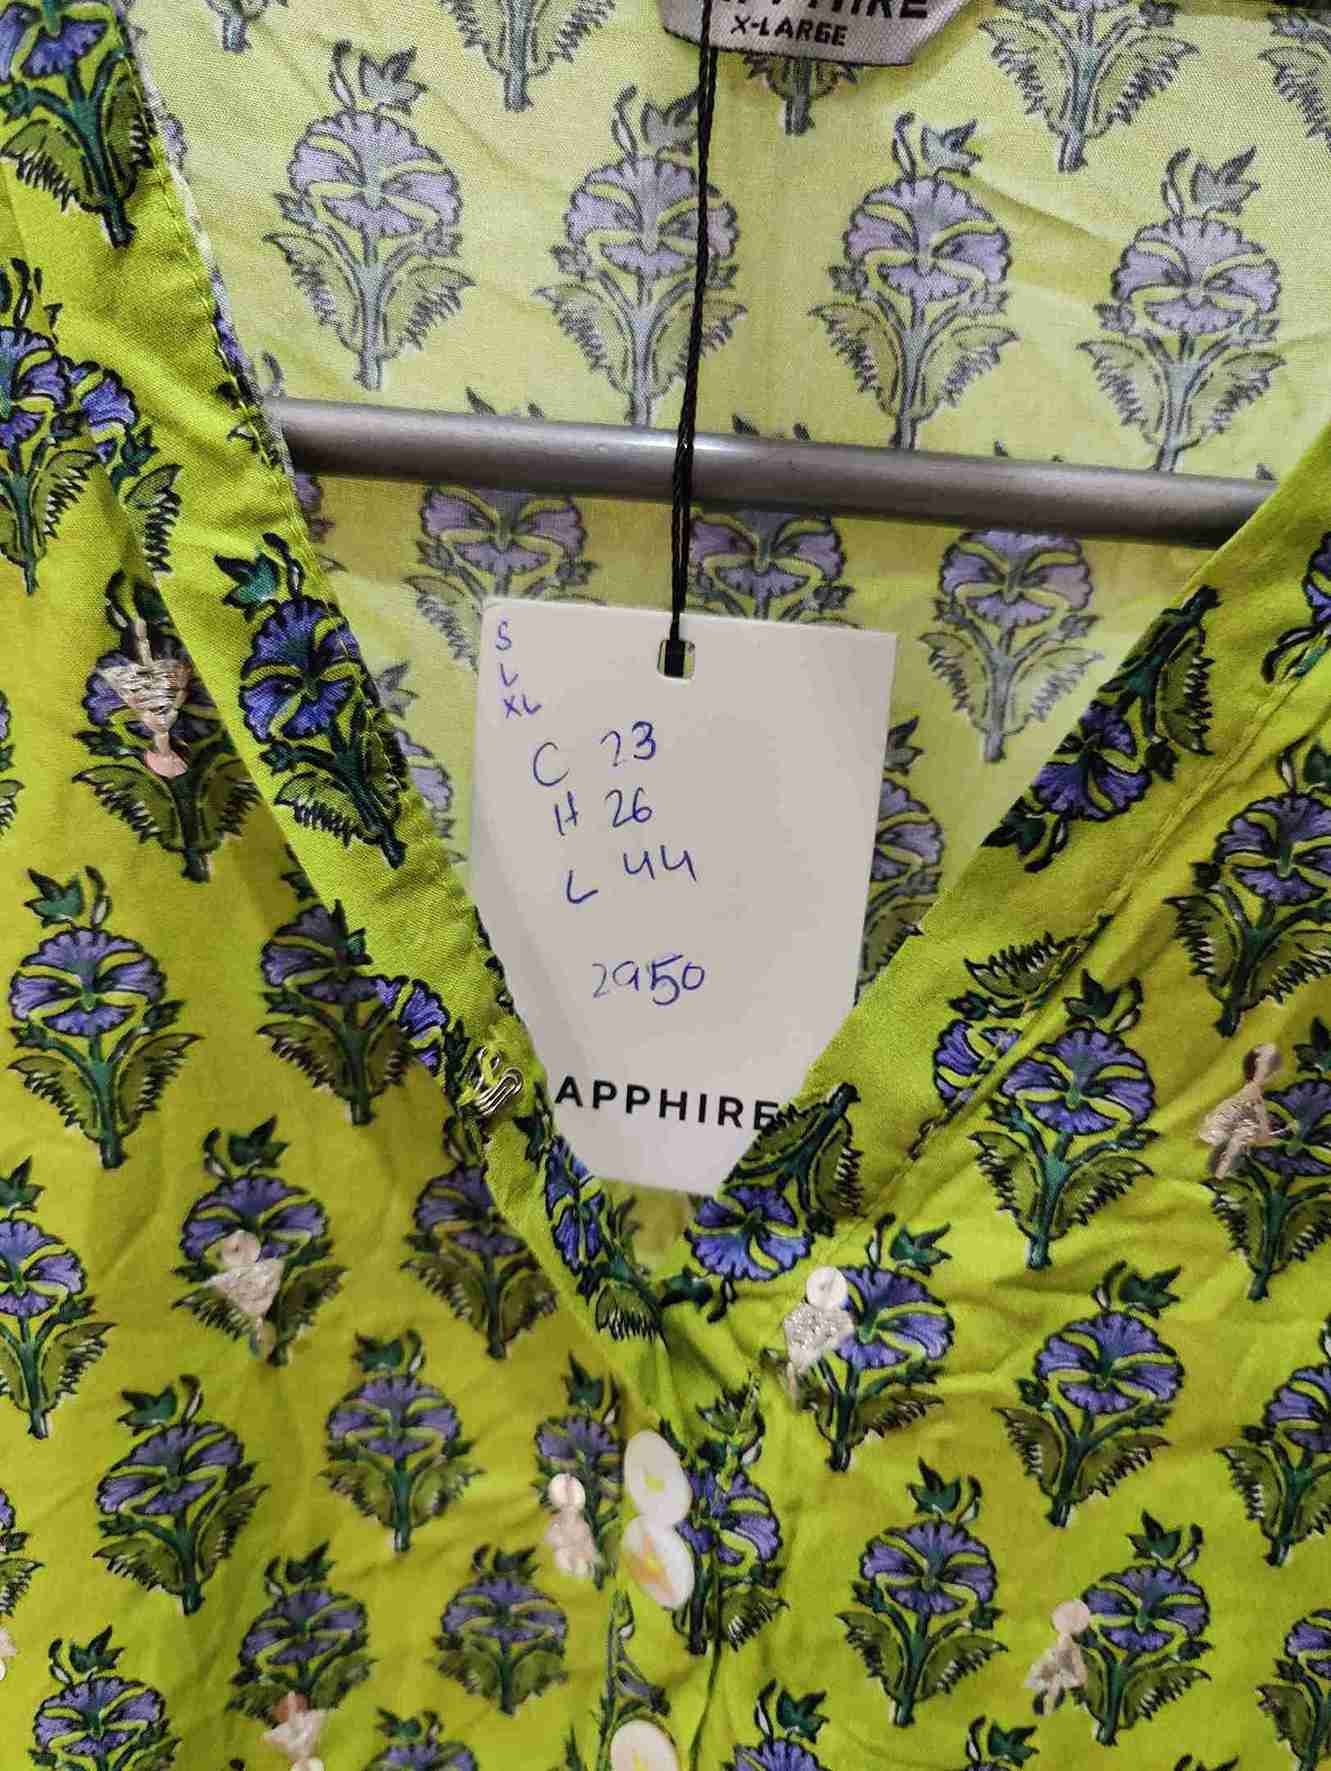 X-LARGE
S
L
XL
C 23
H 26
L 44
2950
APPHIRE